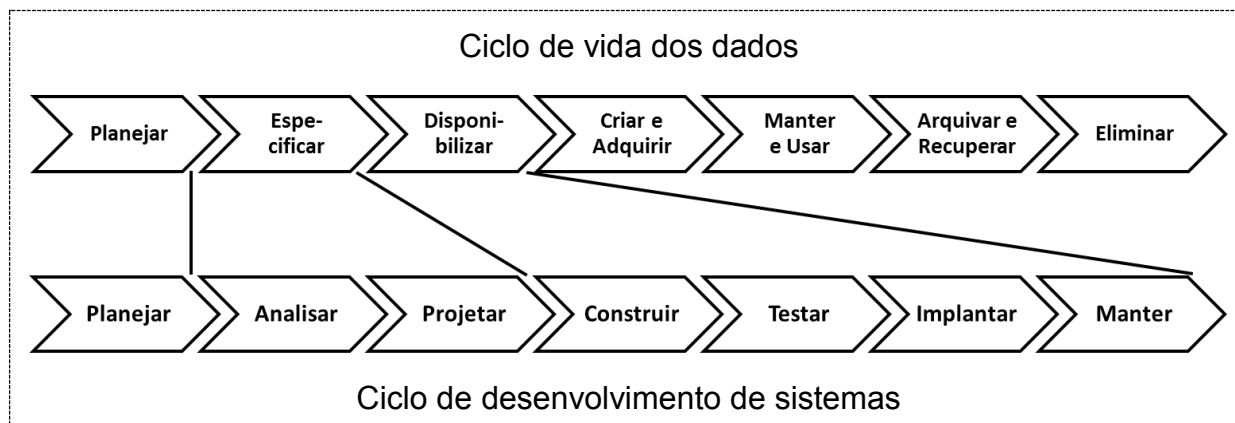 Ciclo de vida dos dados
Planejar
Espe-
cificar
Disponi-
bilizar
Criar e
Adquirir
Manter
e Usar
Arquivar e
Recuperar
Eliminar
Planejar
Analisar
Projetar
Construir
Testar
Implantar
Manter
Ciclo de desenvolvimento de sistemas